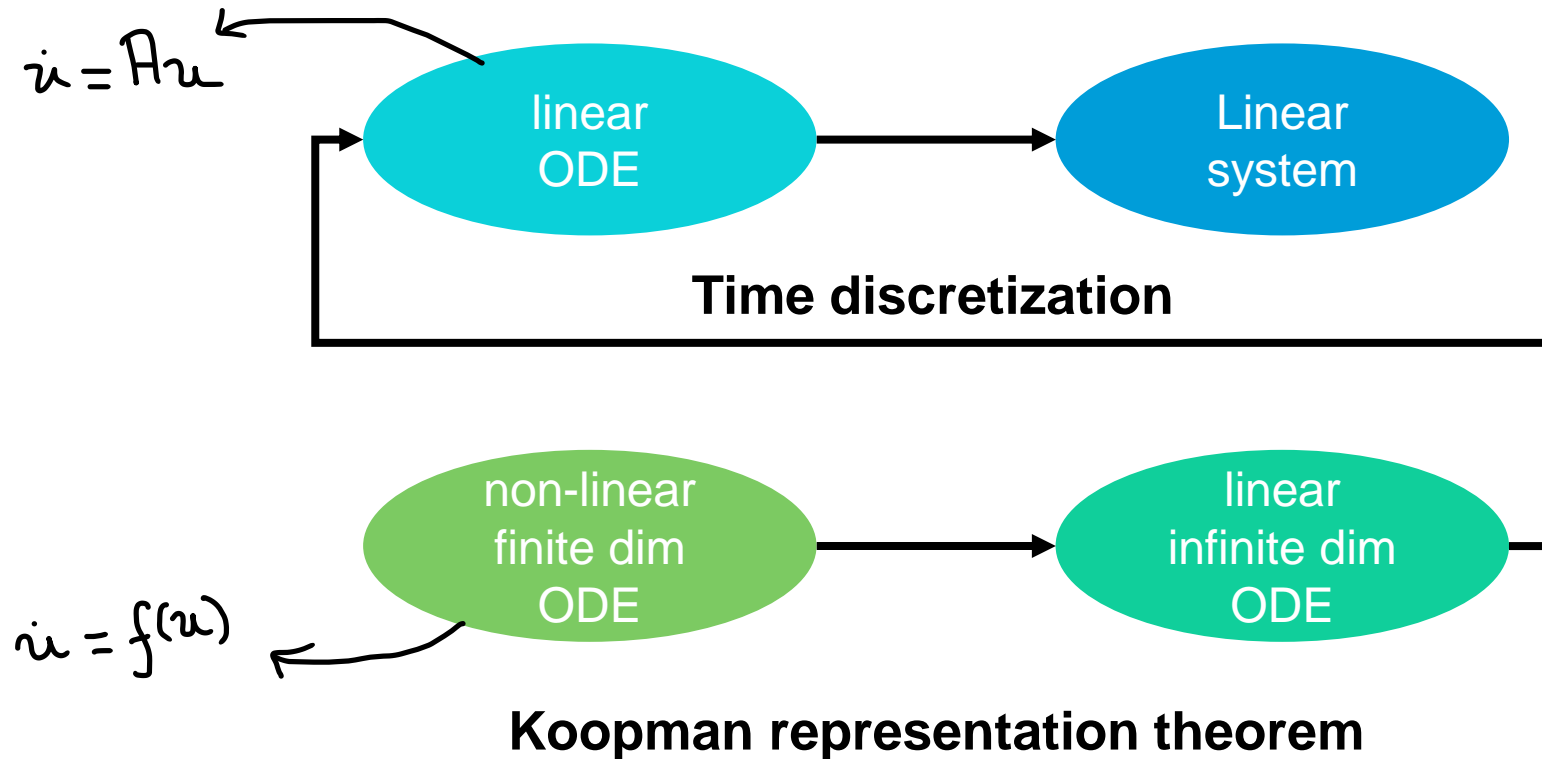 u̇ = Au
linear
ODE
Linear
system
Time discretization
non-linear
finite dim
ODE
linear
infinite dim
ODE
u̇ = f(u)
Koopman representation theorem